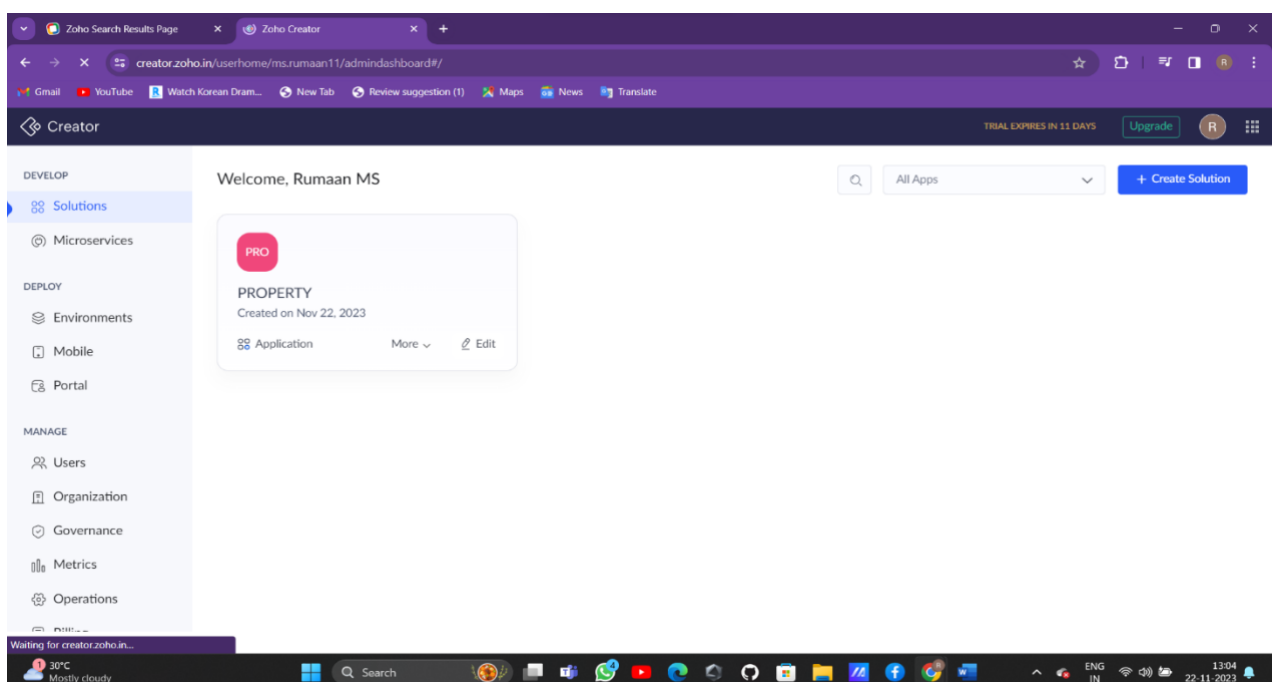 Zoho Search Results Page
Zoho Creator
creator.zoho.in/userhome/ms.rumaan11/admindashboard#/
Gmail YouTube Watch Korean Dram... New Tab Review suggestion (1) Maps News Translate
Creator TRIAL EXPIRES IN 11 DAYS Upgrade R
DEVELOP
Solutions
Microservices
DEPLOY
Environments
Mobile
Portal
MANAGE
Users
Organization
Governance
Metrics
Operations
Billing
Welcome, Rumaan MS All Apps + Create Solution
PRO
PROPERTY
Created on Nov 22, 2023
Application More Edit
Waiting for creator.zoho.in...
1 30°C
Mostly cloudy
Search
ENG
IN
13:04
22-11-2023